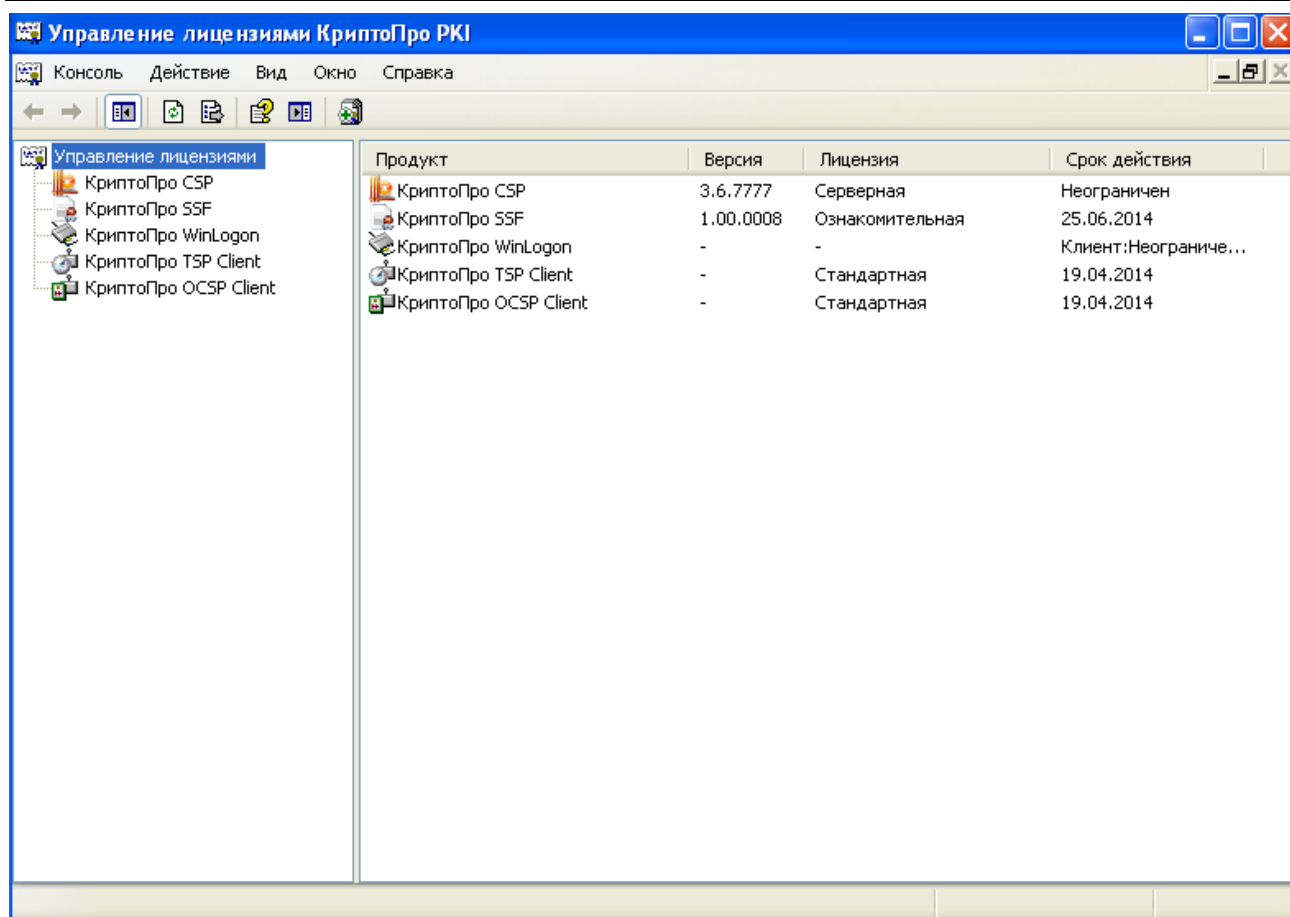 Управление лицензиями КриптоПро PKI
Консоль Действие Вид Окно Справка
Управление лицензиями
КриптоПро CSP
КриптоПро SSF
КриптоПро WinLogon
КриптоПро TSP Client
КриптоПро OCSP Client
Продукт Версия Лицензия Срок действия
КриптоПро CSP 3.6.7777 Серверная Неограничен
КриптоПро SSF 1.00.0008 Ознакомительная 25.06.2014
КриптоПро WinLogon - - Клиент:Неограниче...
КриптоПро TSP Client - Стандартная 19.04.2014
КриптоПро OCSP Client - Стандартная 19.04.2014